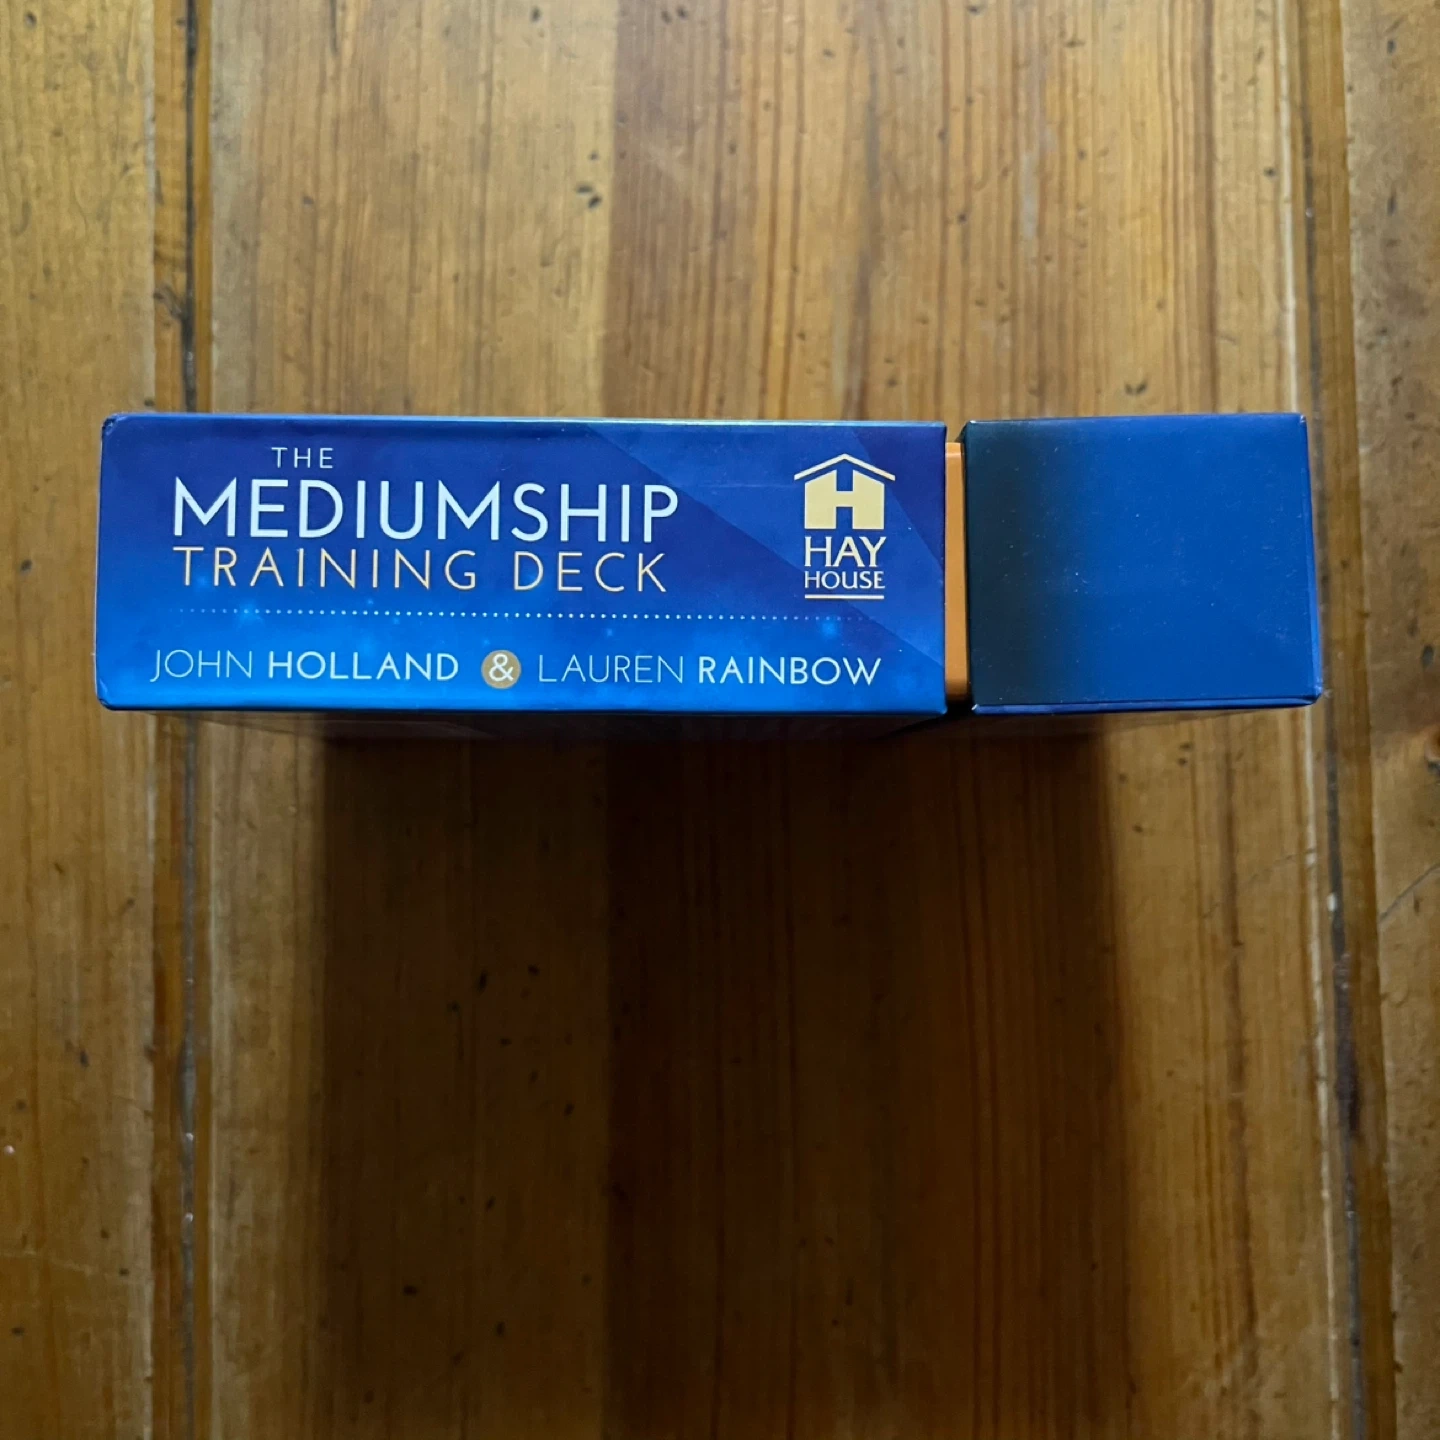 THE
MEDIUMSHIP
TRAINING DECK
JOHN HOLLAND & LAUREN RAINBOW
H
HAY
HOUSE